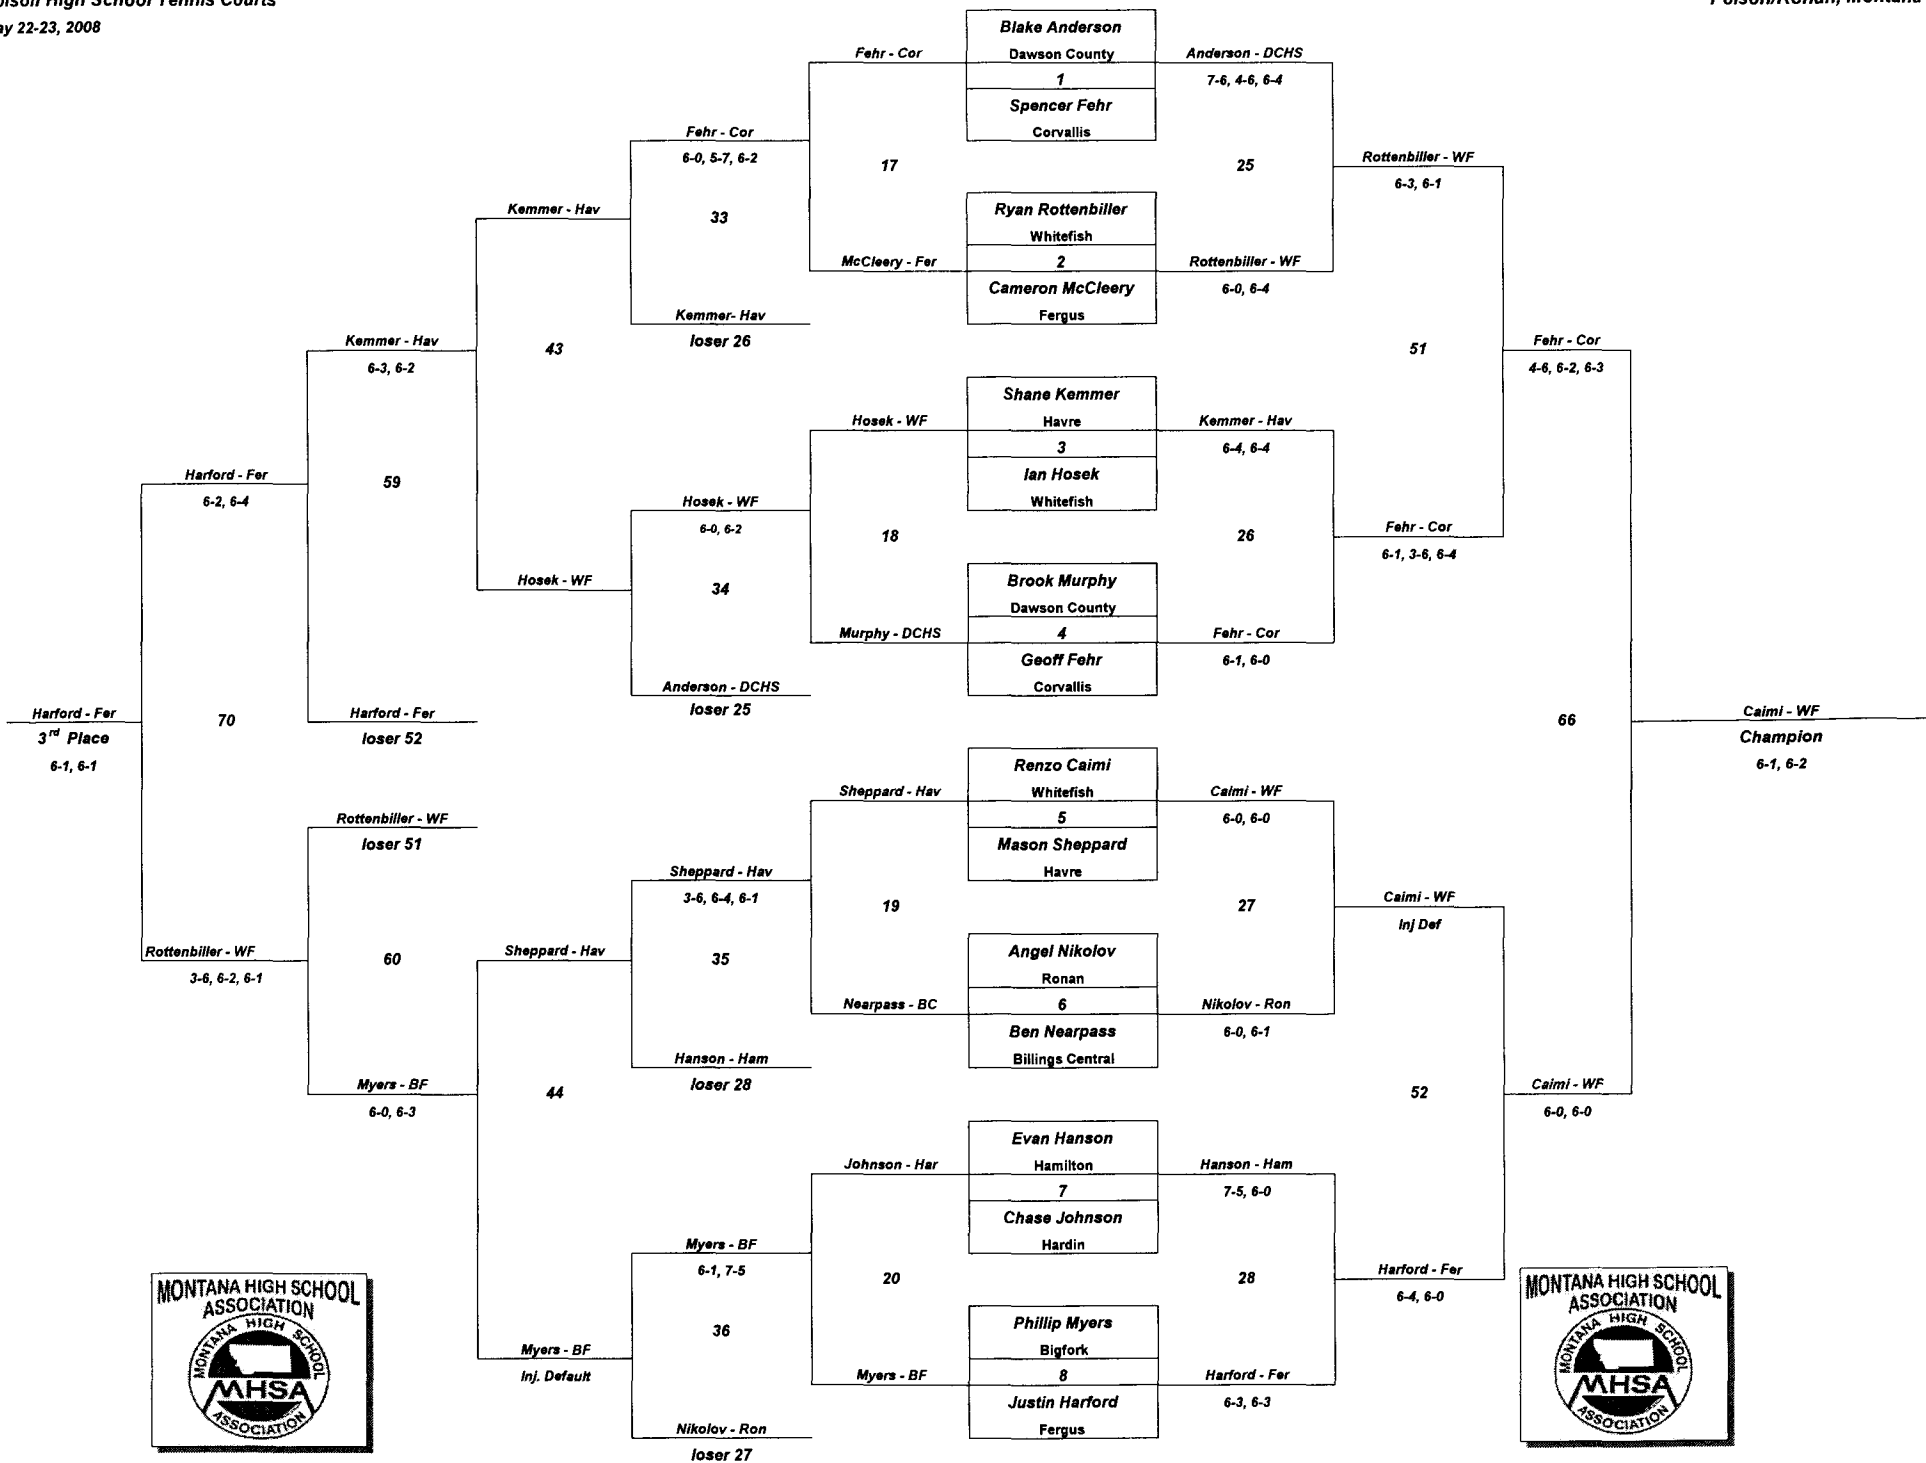 High School Tennis Courts
22-23, 2008
Blake Anderson
Fehr - Cor
Dawson County
Anderson - DCHS
1
7-6, 4-6, 6-4
Spencer Fehr
Fehr - Cor
Corvallis
6-0, 5-7, 6-2
17
25
Rottenbiller - WF
6-3, 6-1
Kemmer - Hav
33
Ryan Rottenbiller
Whitefish
McCleery - Fer
2
Rottenbiller - WF
Cameron McCleery
6-0, 6-4
Kemmer- Hav
Fergus
loser 26
Kemmer - Hav
43
51
Fehr - Cor
6-3, 6-2
4-6, 6-2, 6-3
Shane Kemmer
Hosek - WF
Havre
Kemmer - Hav
3
6-4, 6-4
Harford - Fer
59
Ian Hosek
6-2, 6-4
Hosek - WF
Whitefish
6-0, 6-2
18
26
Fehr - Cor
6-1, 3-6, 6-4
Hosek - WF
34
Brook Murphy
Dawson County
Murphy - DCHS
4
Fehr - Cor
Geoff Fehr
6-1, 6-0
Anderson - DCHS
Corvallis
loser 25
Harford - Fer
70
Harford - Fer
66
Caimi - WF
3rd Place
loser 52
Champion
6-1, 6-1
6-1, 6-2
Renzo Caimi
Sheppard - Hav
Whitefish
Caimi - WF
Rottenbiller - WF
5
6-0, 6-0
loser 51
Mason Sheppard
Sheppard - Hav
Havre
3-6, 6-4, 6-1
19
27
Caimi - WF
Inj Def
Rottenbiller - WF
60
Sheppard - Hav
35
Angel Nikolov
3-6, 6-2, 6-1
Ronan
Nearpass - BC
6
Nikolov - Ron
Ben Nearpass
6-0, 6-1
Hanson - Ham
Billings Central
loser 28
Myers - BF
44
52
Caimi - WF
6-0, 6-3
6-0, 6-0
Evan Hanson
Johnson - Har
Hamilton
Hanson - Ham
7
7-5, 6-0
Chase Johnson
Myers - BF
Hardin
6-1, 7-5
20
28
Harford - Fer
6-4, 6-0
36
Phillip Myers
Myers - BF
Bigfork
Inj. Default
Myers - BF
8
Harford - Fer
Justin Harford
6-3, 6-3
Nikolov - Ron
Fergus
loser 27
MONTANA HIGH SCHOOL
ASSOCIATION
MONTANA HIGH SCHOOL
MHSA
ASSOCIATION
MONTANA HIGH SCHOOL
ASSOCIATION
MONTANA HIGH SCHOOL
MHSA
ASSOCIATION